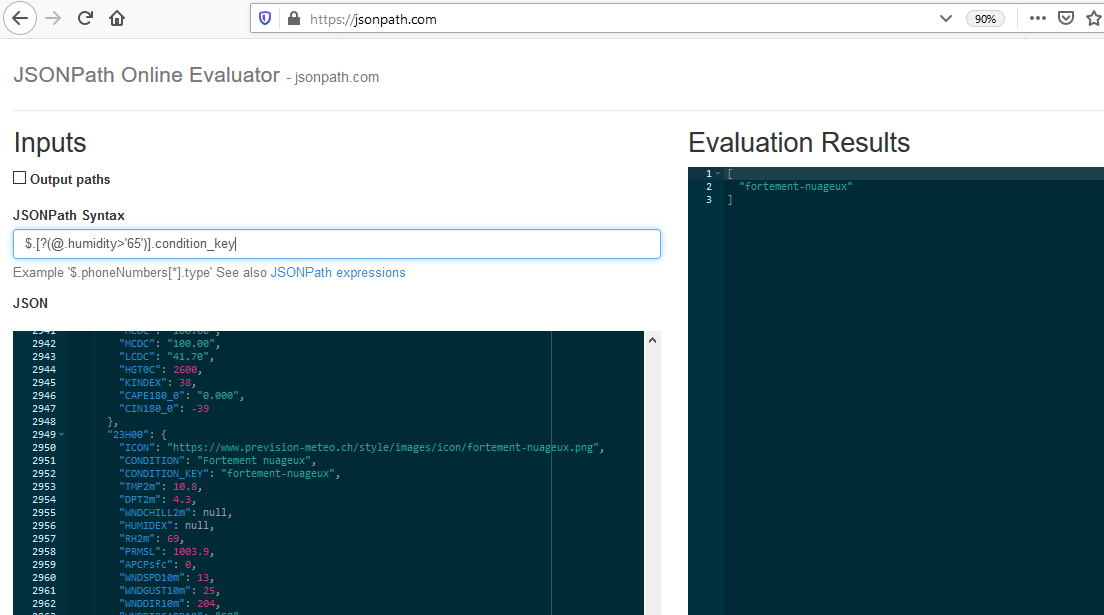 https://jsonpath.com
90%
JSONPath Online Evaluator - jsonpath.com
Inputs
Output paths
JSONPath Syntax
$.[?(@.humidity>'65')].condition_key
Example '$.phoneNumbers[*].type' See also JSONPath expressions
JSON
2942 "MCDC": "100.00",
2943 "LCDC": "41.70",
2944 "HGT0C": 2600,
2945 "KINDEX": 38,
2946 "CAPE180_0": "0.000",
2947 "CIN180_0": -39
2948 },
2949 "23H00": {
2950 "ICON": "https://www.prevision-meteo.ch/style/images/icon/fortement-nuageux.png",
2951 "CONDITION": "Fortement nuageux",
2952 "CONDITION_KEY": "fortement-nuageux",
2953 "TMP2m": 10.8,
2954 "DPT2m": 4.3,
2955 "WNDCHILL2m": null,
2956 "HUMIDEX": null,
2957 "RH2m": 69,
2958 "PRMSL": 1003.9,
2959 "APCPsfc": 0,
2960 "WNDSPD10m": 13,
2961 "WNDGUST10m": 25,
2962 "WNDDIR10m": 204,
Evaluation Results
1 [
2 "fortement-nuageux"
3 ]